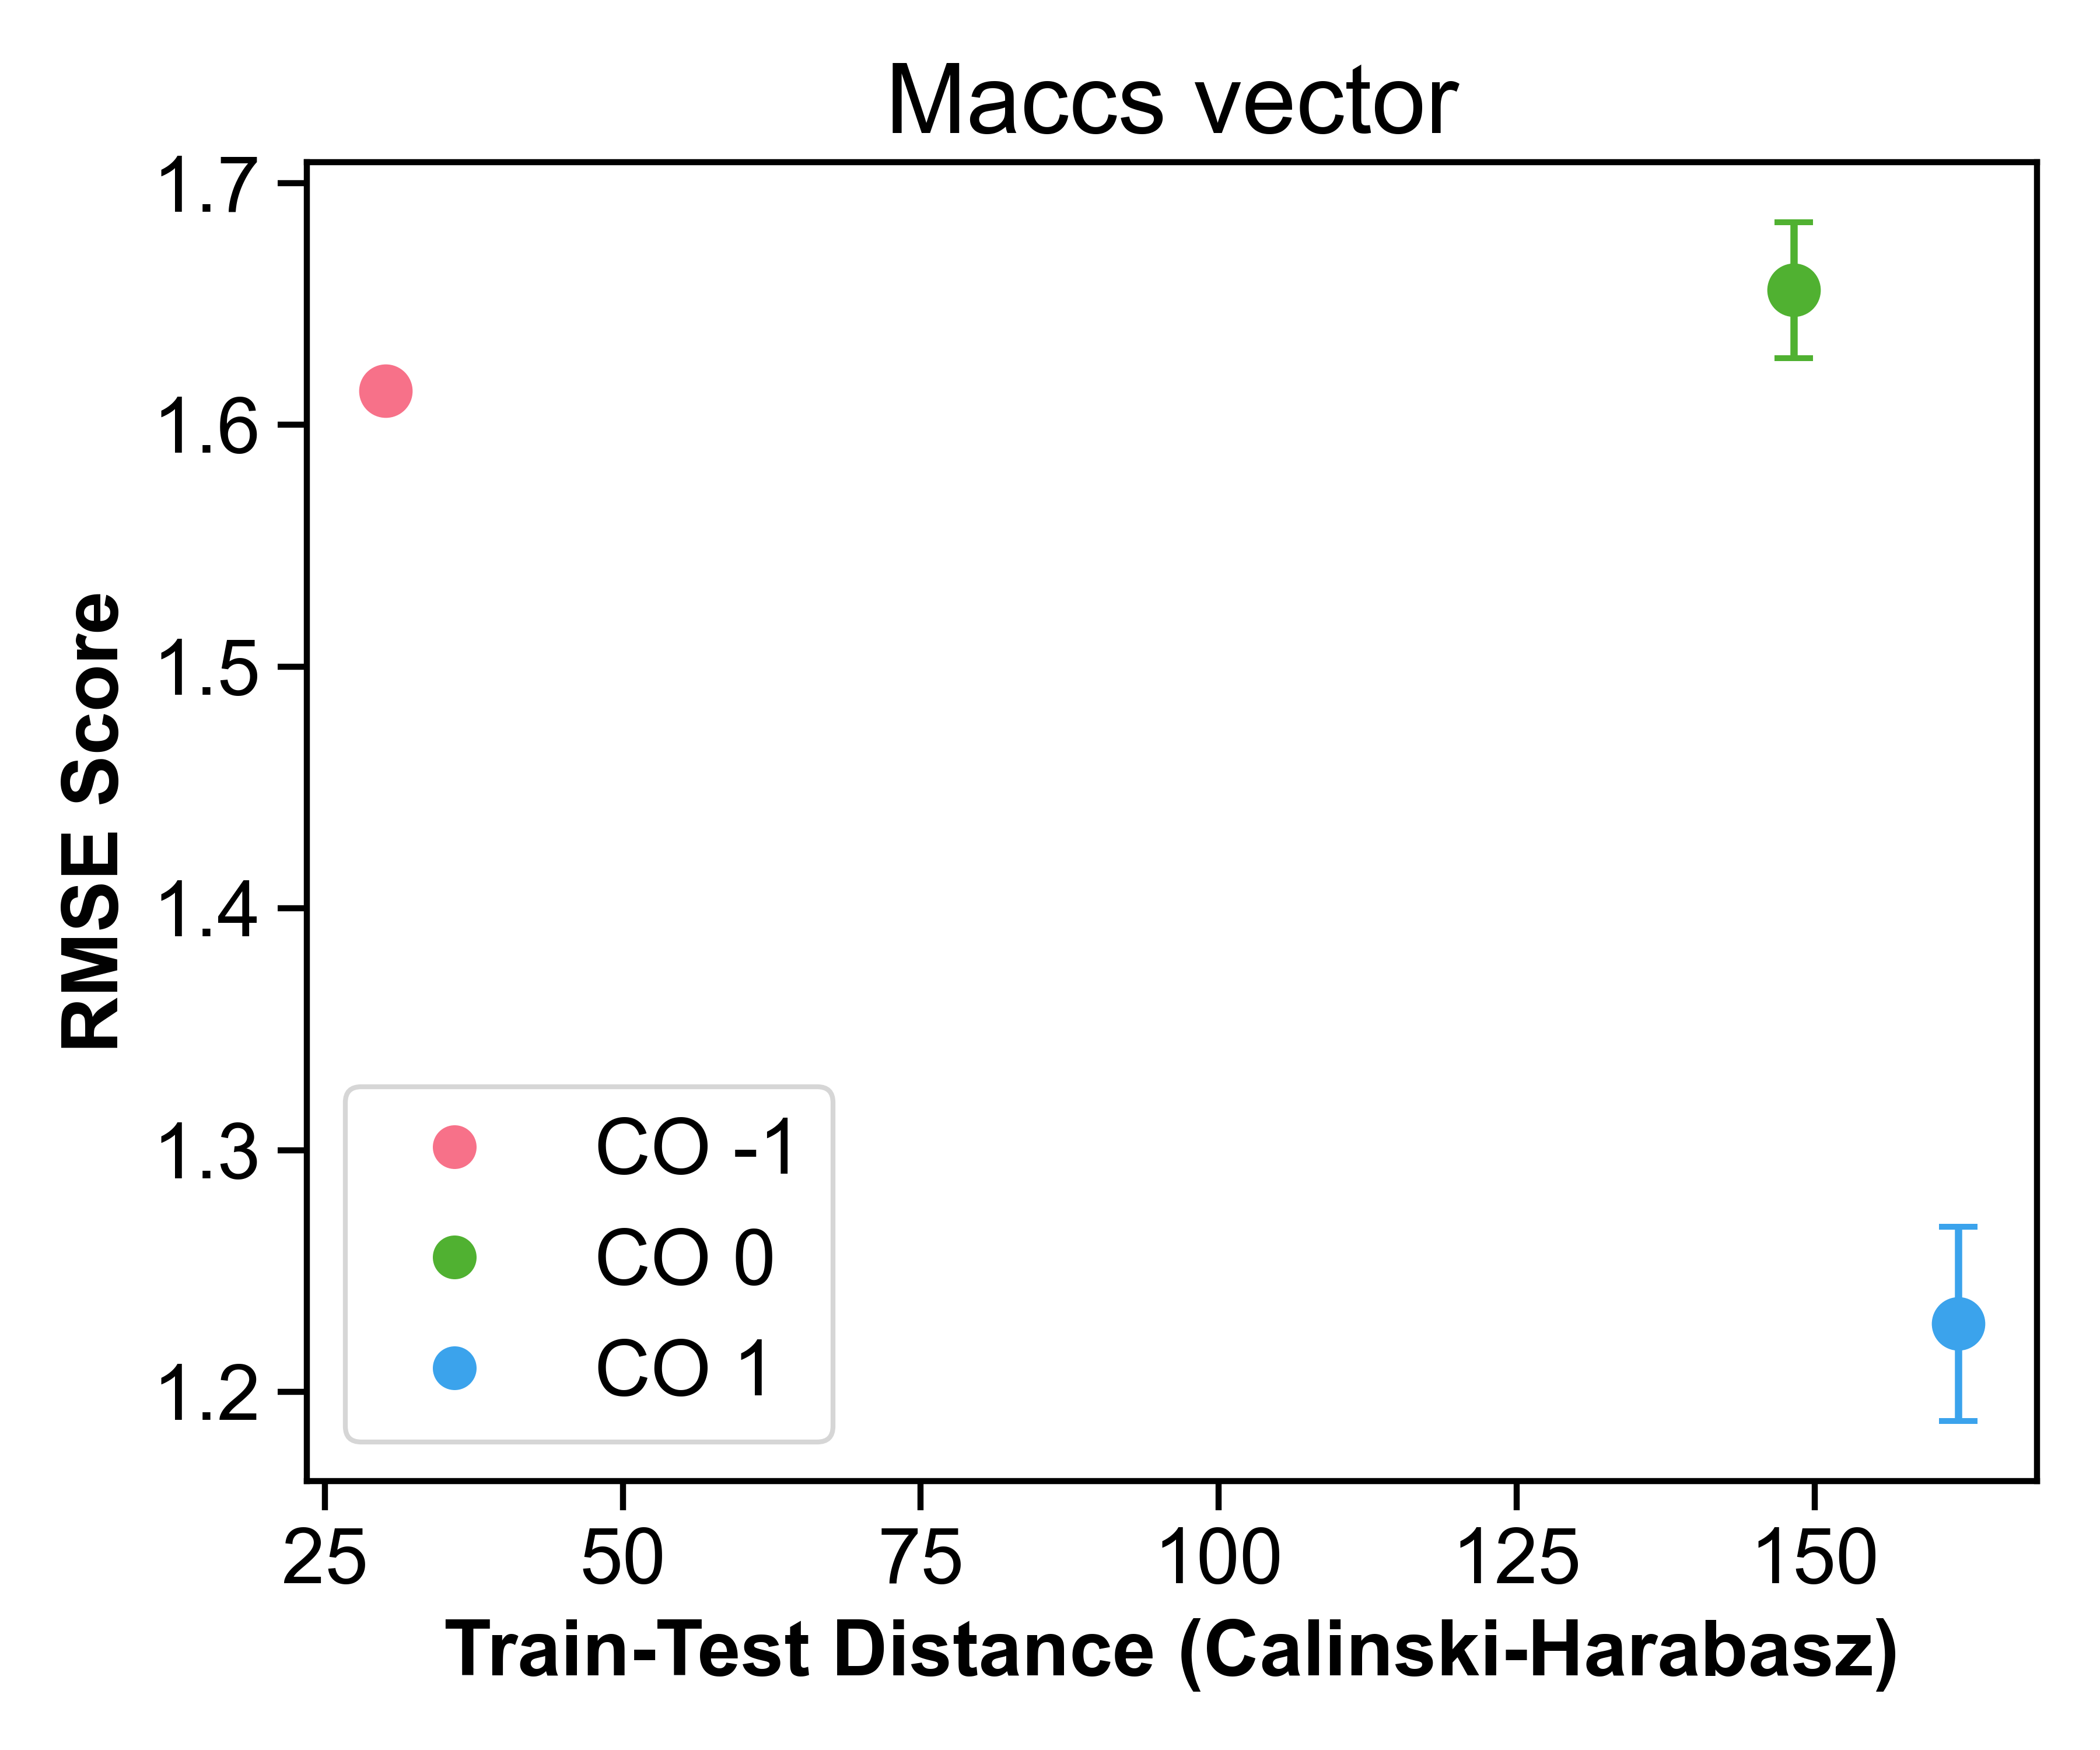 Maccs vector
1.7
1.6
1.5
1.4
1.3
1.2
RMSE Score
CO -1
CO 0
CO 1
25 50 75 100 125 150
Train-Test Distance (Calinski-Harabasz)